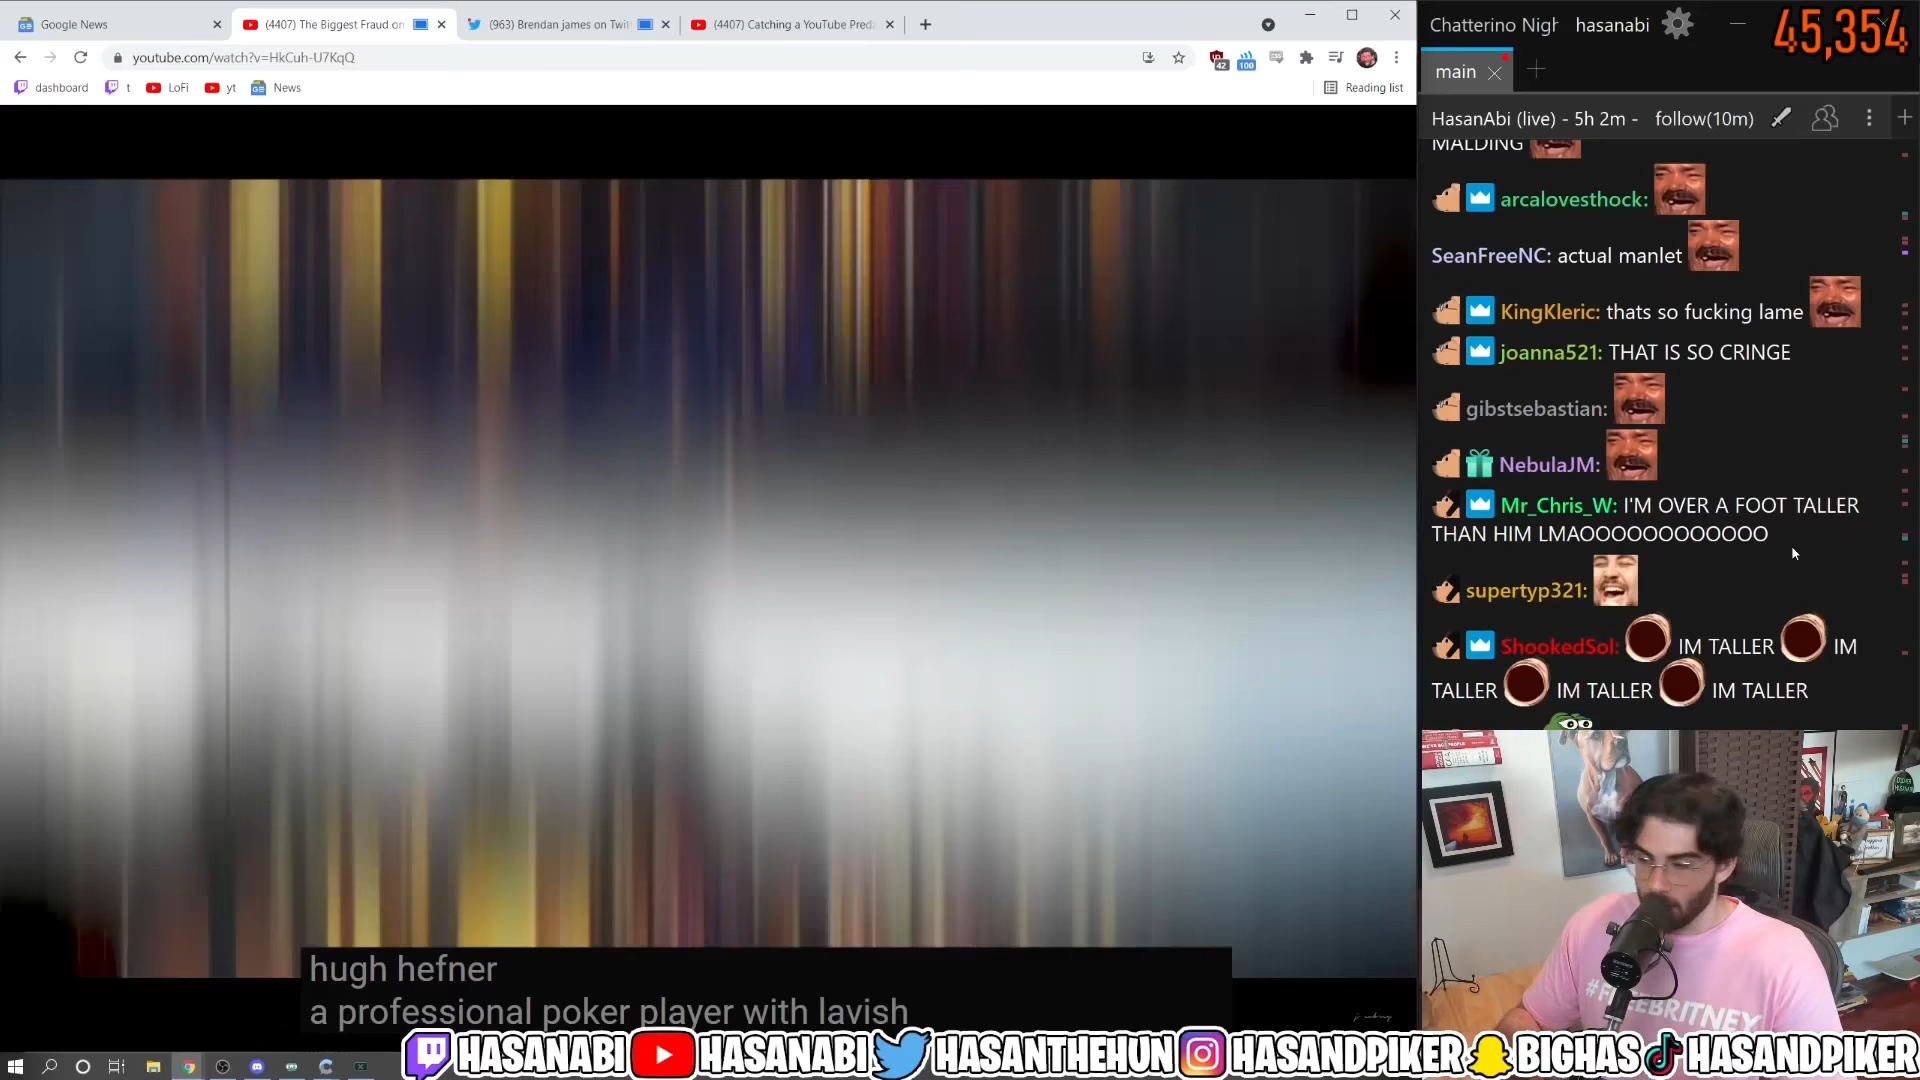 Google News
(4407) The Biggest Fraud on
(963) Brendan james on Twit
(4407) Catching a YouTube Preda
youtube.com/watch?v=HkCuh-U7KqQ
42
100
dashboard
t
LoFi
yt
News
Reading list
hugh hefner
a professional poker player with lavish
Chatterino Nigh
hasanabi
45,354
main
HasanAbi (live) - 5h 2m -
follow(10m)
MALDING
arcalovesthock:
SeanFreeNC: actual manlet
KingKleric: thats so fucking lame
joanna521: THAT IS SO CRINGE
gibstsebastian:
NebulaJM:
Mr_Chris_W: I'M OVER A FOOT TALLER
THAN HIM LMAOOOOOOOOOOOO
supertyp321:
ShookedSol: IM TALLER IM
TALLER IM TALLER IM TALLER
HASANABI HASANABI HASANTHEHUN HASANDPIKER BIGHAS HASANDPIKER